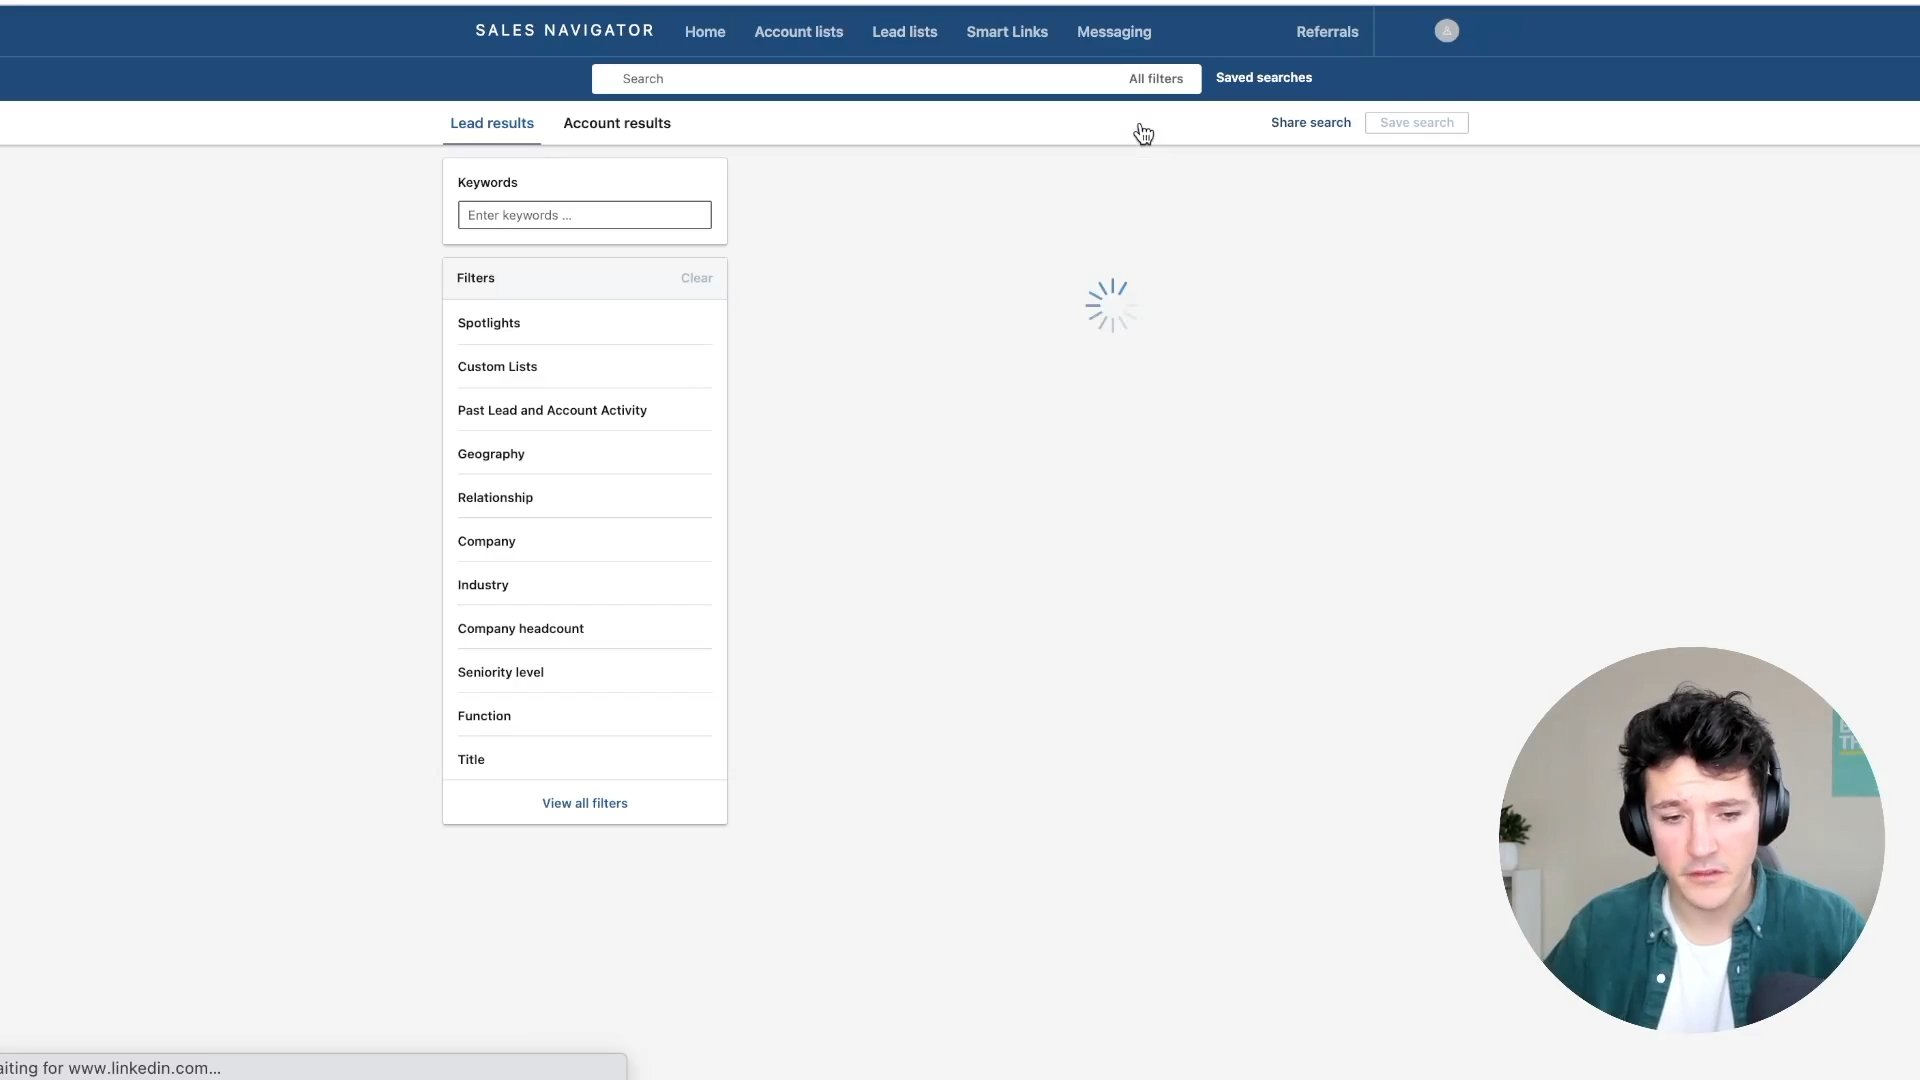 SALES NAVIGATOR
Home
Account lists
Lead lists
Smart Links
Messaging
Referrals
Search
All filters
Saved searches
Lead results
Account results
Share search
Save search
Keywords
Enter keywords ...
Filters
Clear
Spotlights
Custom Lists
Past Lead and Account Activity
Geography
Relationship
Company
Industry
Company headcount
Seniority level
Function
Title
View all filters
aiting for www.linkedin.com...